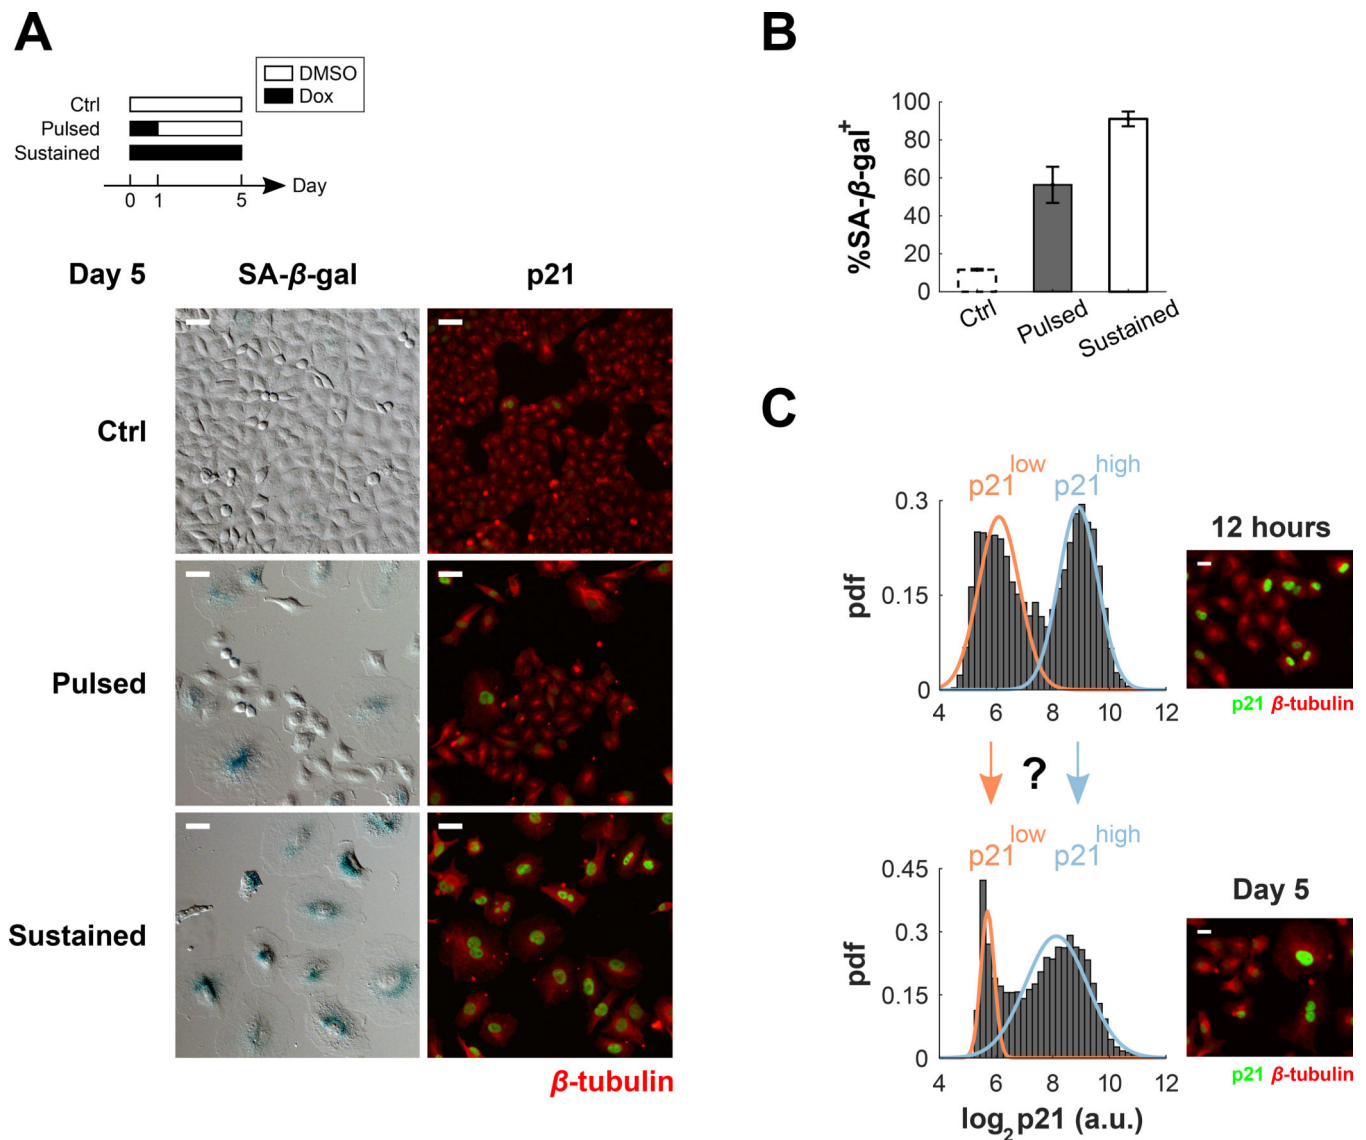 A
DMSO
Dox
Ctrl
Pulsed
Sustained
Day
0 1 5
Day 5 SA-β-gal p21
Ctrl
Pulsed
Sustained
β-tubulin
B
%SA-β-gal+
100
80
60
40
20
0
Ctrl
Pulsed
Sustained
C
p21low p21high
0.3
0.15
0
pdf
4 6 8 10 12
12 hours
p21 β-tubulin
?
p21low p21high
0.45
0.3
0.15
0
pdf
4 6 8 10 12
log2p21 (a.u.)
Day 5
p21 β-tubulin